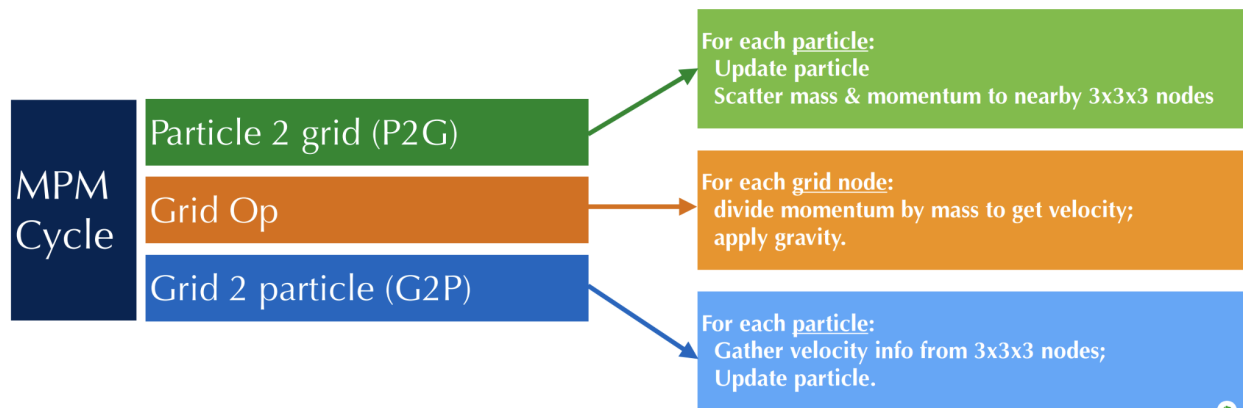 MPM
Cycle
Particle 2 grid (P2G)
Grid Op
Grid 2 particle (G2P)
For each particle:
Update particle
Scatter mass & momentum to nearby 3x3x3 nodes
For each grid node:
divide momentum by mass to get velocity;
apply gravity.
For each particle:
Gather velocity info from 3x3x3 nodes;
Update particle.